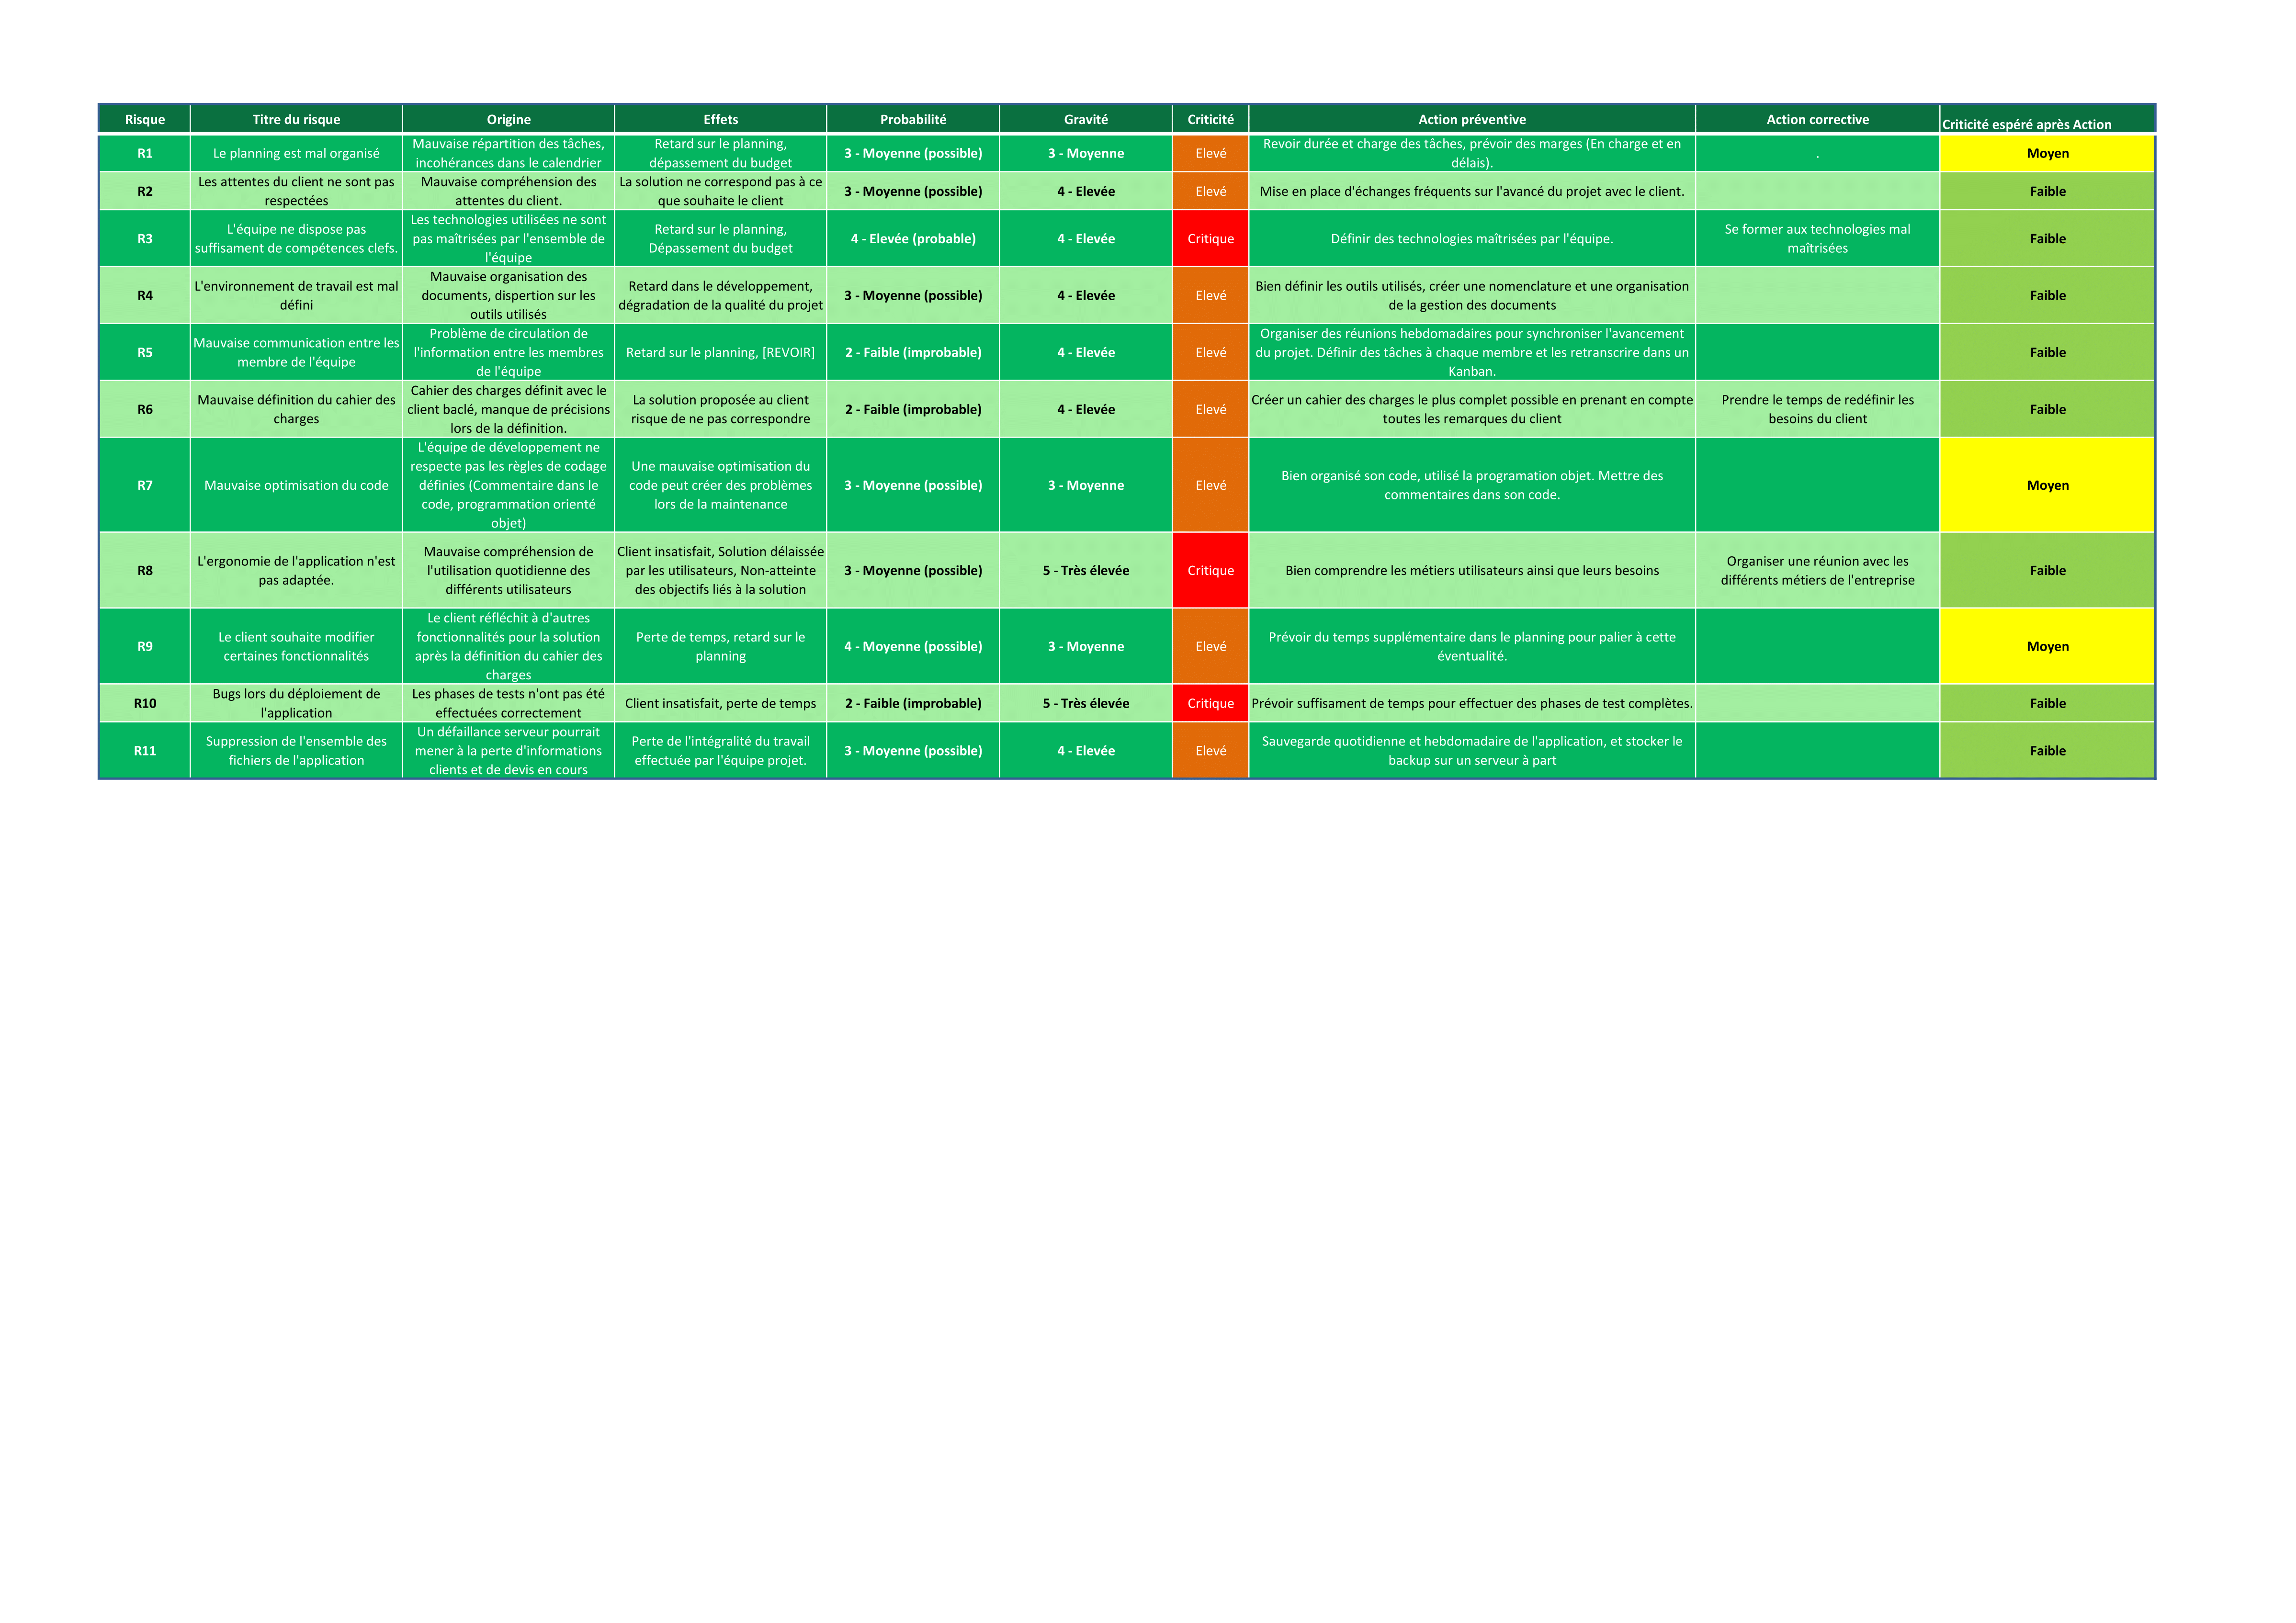 Risque Titre du risque Origine Effets Probabilité Gravité Criticité Action préventive Action corrective Criticité espéré après Action
R1
Le planning est mal organisé
Mauvaise répartition des tâches,
incohérances dans le calendrier
Retard sur le planning,
dépassement du budget
3 - Moyenne (possible)
3 - Moyenne
Elevé
Revoir durée et charge des tâches, prévoir des marges (En charge et en
délais).
.
Moyen
R2
Les attentes du client ne sont pas
respectées
Mauvaise compréhension des
attentes du client.
La solution ne correspond pas à ce
que souhaite le client
3 - Moyenne (possible)
4 - Elevée
Elevé
Mise en place d'échanges fréquents sur l'avancé du projet avec le client.
Faible
R3
L'équipe ne dispose pas
suffisament de compétences clefs.
Les technologies utilisées ne sont
pas maîtrisées par l'ensemble de
l'équipe
Retard sur le planning,
Dépassement du budget
4 - Elevée (probable)
4 - Elevée
Critique
Définir des technologies maîtrisées par l'équipe.
Se former aux technologies mal
maîtrisées
Faible
R4
L'environnement de travail est mal
défini
Mauvaise organisation des
documents, dispertion sur les
outils utilisés
Retard dans le développement,
dégradation de la qualité du projet
3 - Moyenne (possible)
4 - Elevée
Elevé
Bien définir les outils utilisés, créer une nomenclature et une organisation
de la gestion des documents
Faible
R5
Mauvaise communication entre les
membre de l'équipe
Problème de circulation de
l'information entre les membres
de l'équipe
Retard sur le planning, [REVOIR]
2 - Faible (improbable)
4 - Elevée
Elevé
Organiser des réunions hebdomadaires pour synchroniser l'avancement
du projet. Définir des tâches à chaque membre et les retranscrire dans un
Kanban.
Faible
R6
Mauvaise définition du cahier des
charges
Cahier des charges définit avec le
client baclé, manque de précisions
lors de la définition.
La solution proposée au client
risque de ne pas correspondre
2 - Faible (improbable)
4 - Elevée
Elevé
Créer un cahier des charges le plus complet possible en prenant en compte
toutes les remarques du client
Prendre le temps de redéfinir les
besoins du client
Faible
R7
Mauvaise optimisation du code
L'équipe de développement ne
respecte pas les règles de codage
définies (Commentaire dans le
code, programmation orienté
objet)
Une mauvaise optimisation du
code peut créer des problèmes
lors de la maintenance
3 - Moyenne (possible)
3 - Moyenne
Elevé
Bien organisé son code, utilisé la programation objet. Mettre des
commentaires dans son code.
Moyen
R8
L'ergonomie de l'application n'est
pas adaptée.
Mauvaise compréhension de
l'utilisation quotidienne des
différents utilisateurs
Client insatisfait, Solution délaissée
par les utilisateurs, Non-atteinte
des objectifs liés à la solution
3 - Moyenne (possible)
5 - Très élevée
Critique
Bien comprendre les métiers utilisateurs ainsi que leurs besoins
Organiser une réunion avec les
différents métiers de l'entreprise
Faible
R9
Le client souhaite modifier
certaines fonctionnalités
Le client réfléchit à d'autres
fonctionnalités pour la solution
après la définition du cahier des
charges
Perte de temps, retard sur le
planning
4 - Moyenne (possible)
3 - Moyenne
Elevé
Prévoir du temps supplémentaire dans le planning pour palier à cette
éventualité.
Moyen
R10
Bugs lors du déploiement de
l'application
Les phases de tests n'ont pas été
effectuées correctement
Client insatisfait, perte de temps
2 - Faible (improbable)
5 - Très élevée
Critique
Prévoir suffisament de temps pour effectuer des phases de test complètes.
Faible
R11
Suppression de l'ensemble des
fichiers de l'application
Un défaillance serveur pourrait
mener à la perte d'informations
clients et de devis en cours
Perte de l'intégralité du travail
effectuée par l'équipe projet.
3 - Moyenne (possible)
4 - Elevée
Elevé
Sauvegarde quotidienne et hebdomadaire de l'application, et stocker le
backup sur un serveur à part
Faible